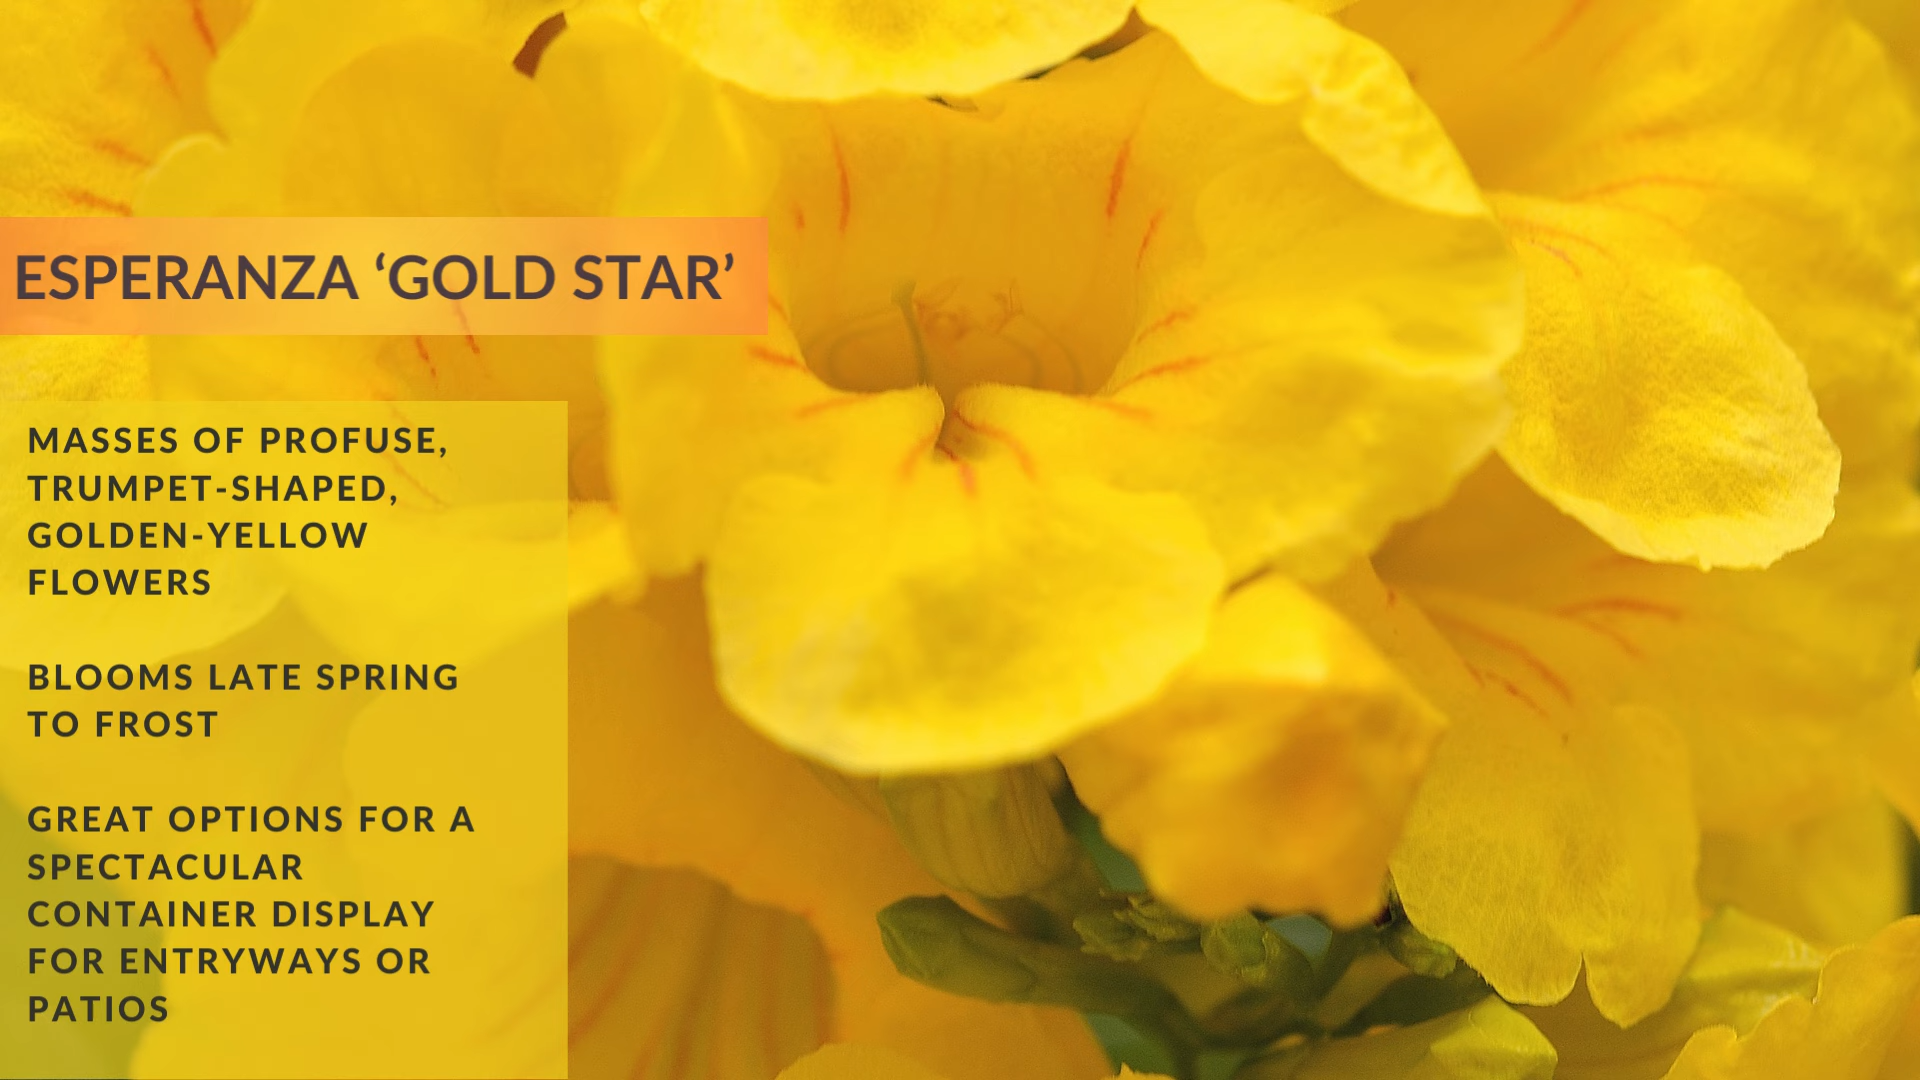 ESPERANZA ‘GOLD STAR’
MASSES OF PROFUSE,
TRUMPET-SHAPED,
GOLDEN-YELLOW
FLOWERS
BLOOMS LATE SPRING
TO FROST
GREAT OPTIONS FOR A
SPECTACULAR
CONTAINER DISPLAY
FOR ENTRYWAYS OR
PATIOS